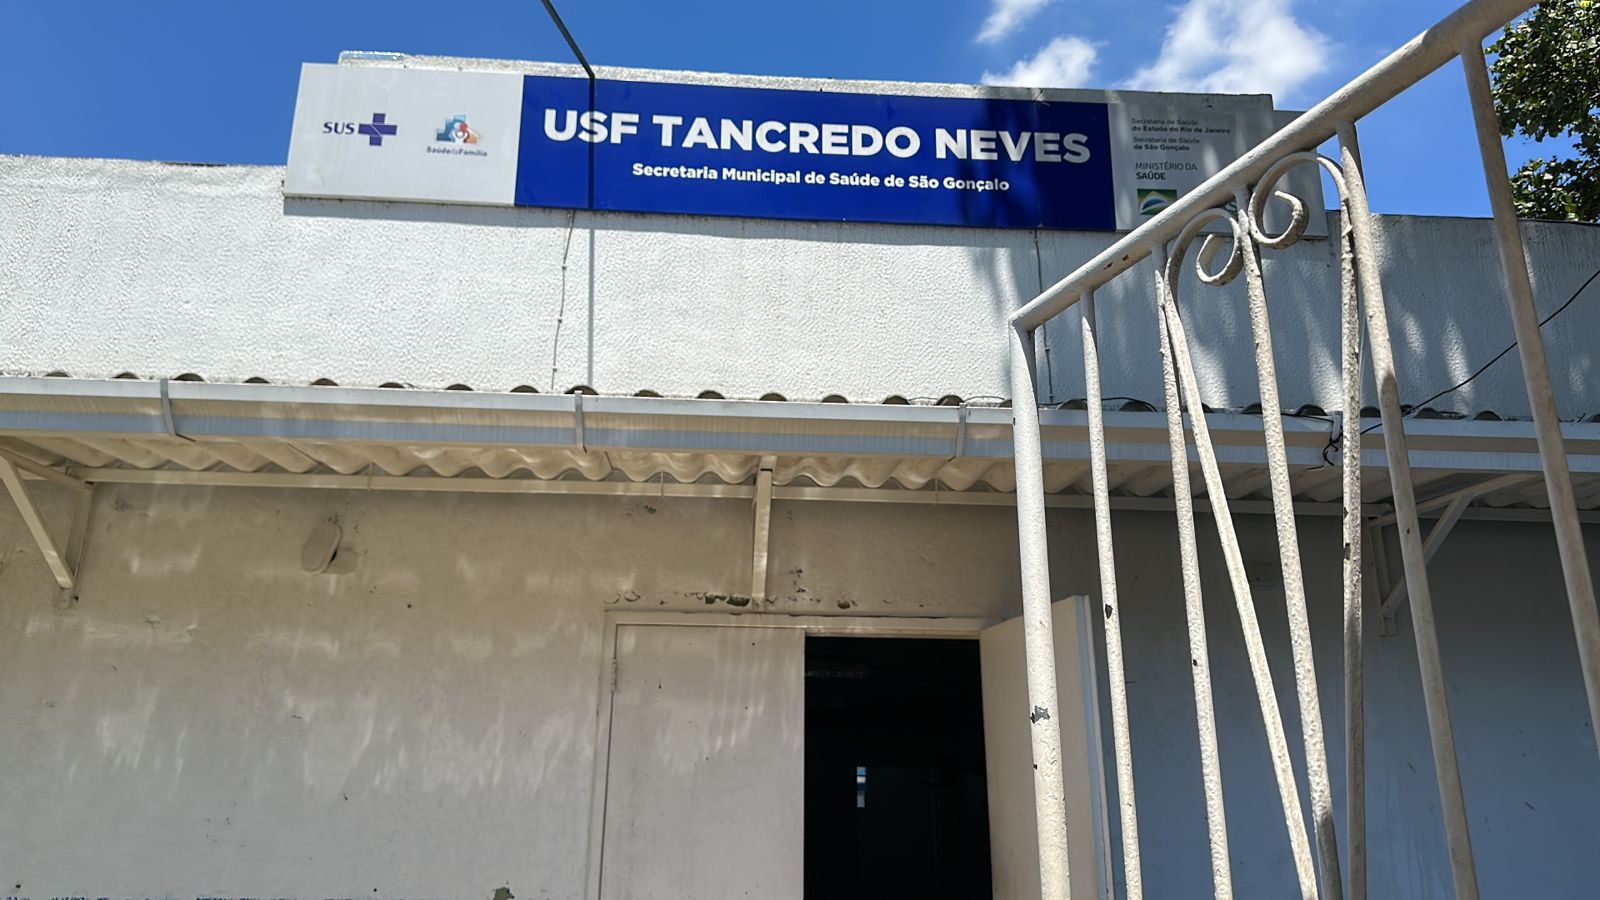 SUS
Saúde da Família
USF TANCREDO NEVES
Secretaria Municipal de Saúde de São Gonçalo
Secretaria de Saúde
do Estado do Rio de Janeiro
Secretaria de Saúde
de São Gonçalo
MINISTÉRIO DA
SAÚDE